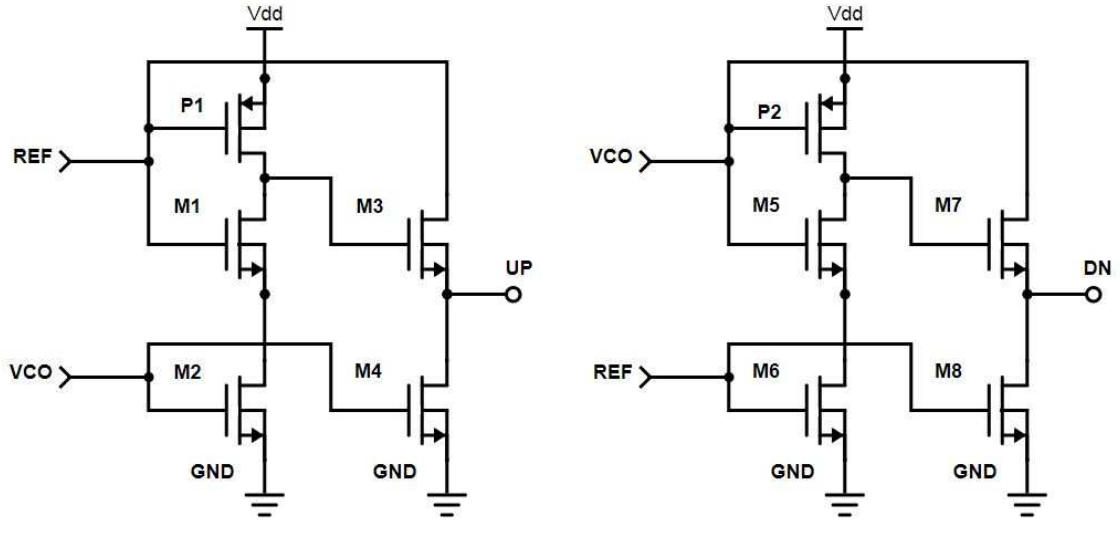 Vdd
Vdd
P1
P2
REF
VCO
M1
M3
M5
M7
UP
DN
VCO
M2
M4
REF
M6
M8
GND
GND
GND
GND